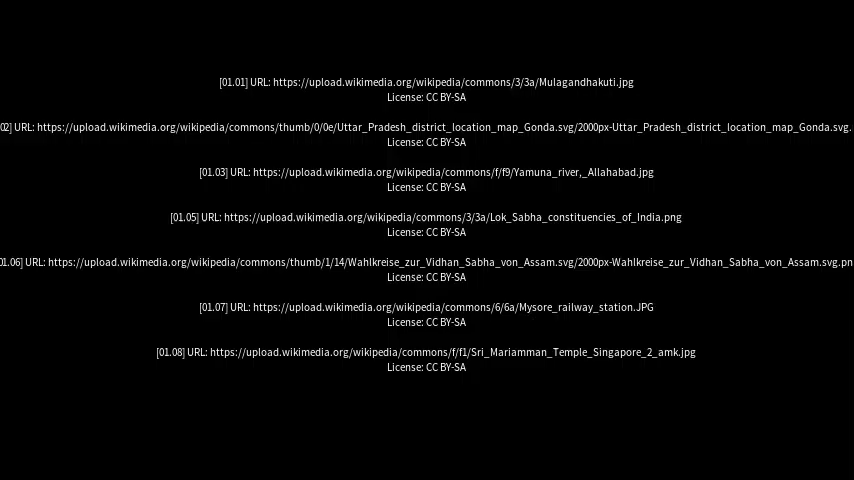 [01.01] URL: https://upload.wikimedia.org/wikipedia/commons/3/3a/Mulagandhakuti.jpg
License: CC BY-SA
02] URL: https://upload.wikimedia.org/wikipedia/commons/thumb/0/0e/Uttar_Pradesh_district_location_map_Gonda.svg/2000px-Uttar_Pradesh_district_location_map_Gonda.svg.
License: CC BY-SA
[01.03] URL: https://upload.wikimedia.org/wikipedia/commons/f/f9/Yamuna_river,_Allahabad.jpg
License: CC BY-SA
[01.05] URL: https://upload.wikimedia.org/wikipedia/commons/3/3a/Lok_Sabha_constituencies_of_India.png
License: CC BY-SA
01.06] URL: https://upload.wikimedia.org/wikipedia/commons/thumb/1/14/Wahlkreise_zur_Vidhan_Sabha_von_Assam.svg/2000px-Wahlkreise_zur_Vidhan_Sabha_von_Assam.svg.pn
License: CC BY-SA
[01.07] URL: https://upload.wikimedia.org/wikipedia/commons/6/6a/Mysore_railway_station.JPG
License: CC BY-SA
[01.08] URL: https://upload.wikimedia.org/wikipedia/commons/f/f1/Sri_Mariamman_Temple_Singapore_2_amk.jpg
License: CC BY-SA